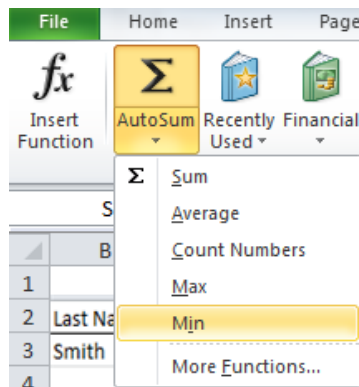 File Home Insert Page
fx
Insert Function
Σ
AutoSum
Recently Used
Financial
Σ Sum
Average
Count Numbers
Max
Min
More Functions...
S
B
1
2 Last Na
3 Smith
4